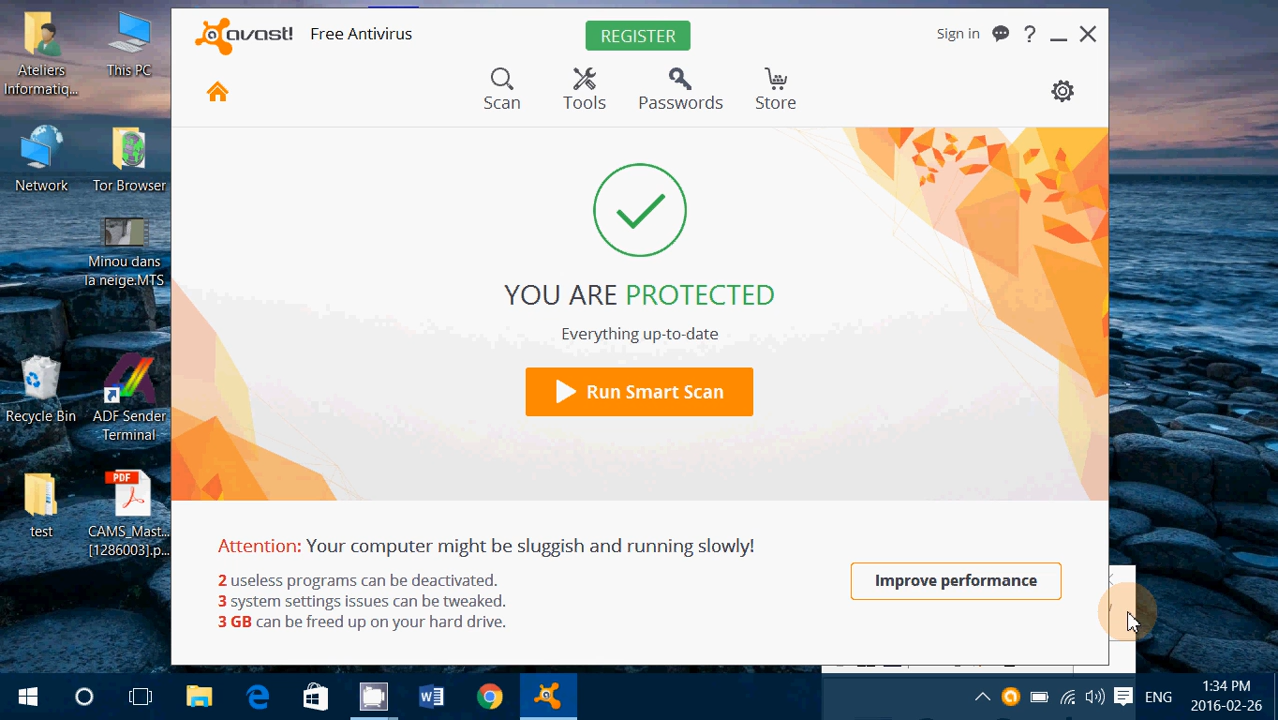 avast!
Free Antivirus
REGISTER
Sign in
?
Scan
Tools
Passwords
Store
YOU ARE PROTECTED
Everything up-to-date
Run Smart Scan
Attention: Your computer might be sluggish and running slowly!
2 useless programs can be deactivated.
3 system settings issues can be tweaked.
3 GB can be freed up on your hard drive.
Improve performance
Ateliers
Informatiq...
This PC
Network
Tor Browser
Minou dans
la neige.MTS
Recycle Bin
ADF Sender
Terminal
test
PDF
CAMS_Mast...
[1286003].p...
ENG
1:34 PM
2016-02-26